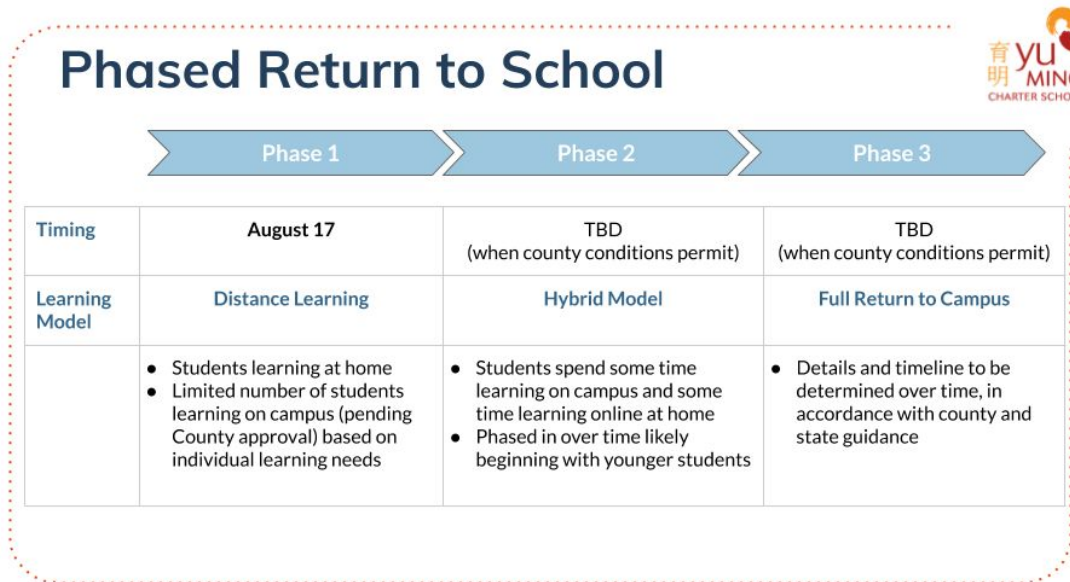 Phased Return to School
育 yu
明 MING
CHARTER SCHO
Phase 1
Phase 2
Phase 3
Timing
August 17
TBD
(when county conditions permit)
TBD
(when county conditions permit)
Learning
Model
Distance Learning
Hybrid Model
Full Return to Campus
● Students learning at home
● Limited number of students
learning on campus (pending
County approval) based on
individual learning needs
● Students spend some time
learning on campus and some
time learning online at home
● Phased in over time likely
beginning with younger students
● Details and timeline to be
determined over time, in
accordance with county and
state guidance